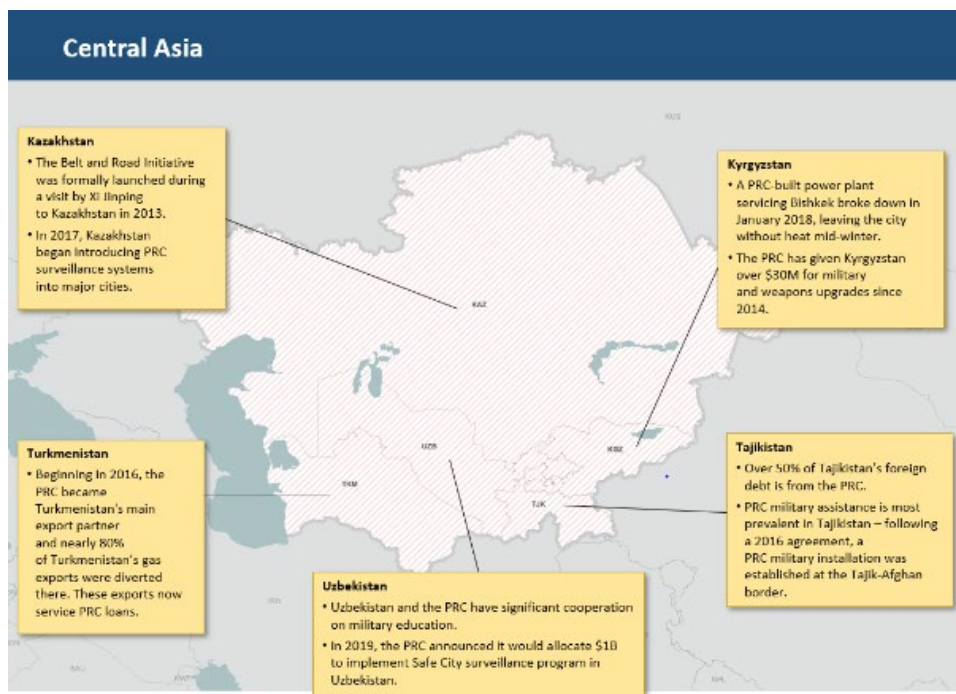 Central Asia
RUS
Kazakhstan
• The Belt and Road Initiative
was formally launched during
a visit by Xi Jinping
to Kazakhstan in 2013.
• In 2017, Kazakhstan
began introducing PRC
surveillance systems
into major cities.
Kyrgyzstan
• A PRC-built power plant
servicing Bishkek broke down in
January 2018, leaving the city
without heat mid-winter.
• The PRC has given Kyrgyzstan
over $30M for military
and weapons upgrades since
2014.
KAZ
UZB
KGZ
TKM
TJK
Turkmenistan
• Beginning in 2016, the
PRC became
Turkmenistan's main
export partner
and nearly 80%
of Turkmenistan's gas
exports were diverted
there. These exports now
service PRC loans.
Tajikistan
• Over 50% of Tajikistan's foreign
debt is from the PRC.
• PRC military assistance is most
prevalent in Tajikistan – following
a 2016 agreement, a
PRC military installation was
established at the Tajik-Afghan
border.
Uzbekistan
• Uzbekistan and the PRC have significant cooperation
on military education.
• In 2019, the PRC announced it would allocate $1B
to implement Safe City surveillance program in
Uzbekistan.